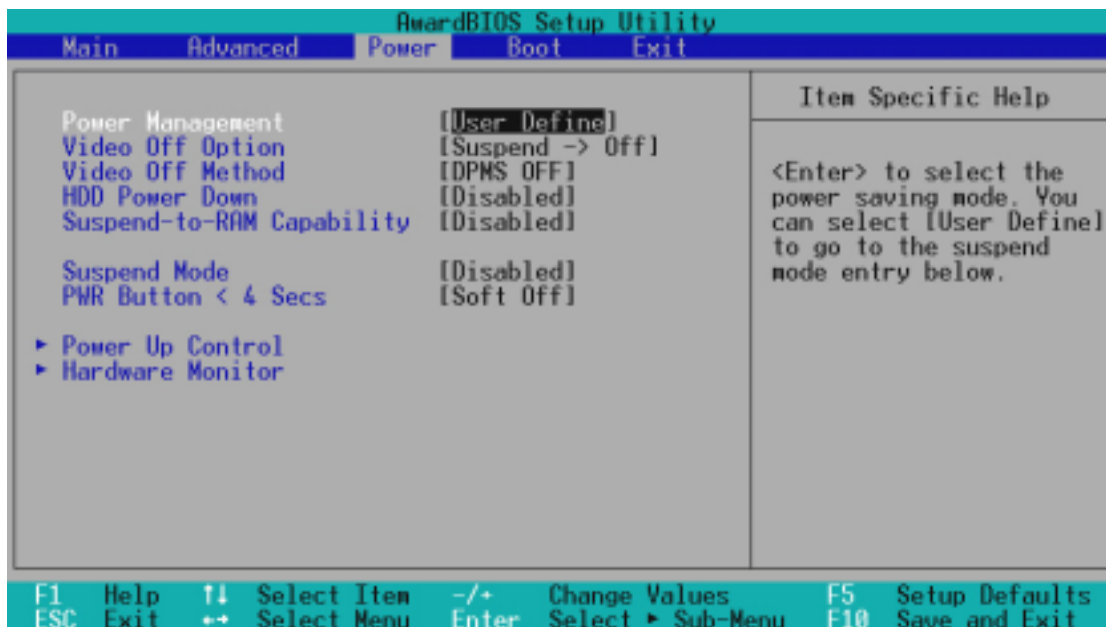 AwardBIOS Setup Utility
Main Advanced Power Boot Exit
Power Management [User Define]
Video Off Option [Suspend -> Off]
Video Off Method [DPMS OFF]
HDD Power Down [Disabled]
Suspend-to-RAM Capability [Disabled]
Suspend Mode [Disabled]
PWR Button < 4 Secs [Soft Off]
▶ Power Up Control
▶ Hardware Monitor
Item Specific Help
<Enter> to select the
power saving mode. You
can select [User Define]
to go to the suspend
mode entry below.
F1 Help ↑↓ Select Item -/+ Change Values F5 Setup Defaults
ESC Exit ←→ Select Menu Enter Select ▶ Sub-Menu F10 Save and Exit